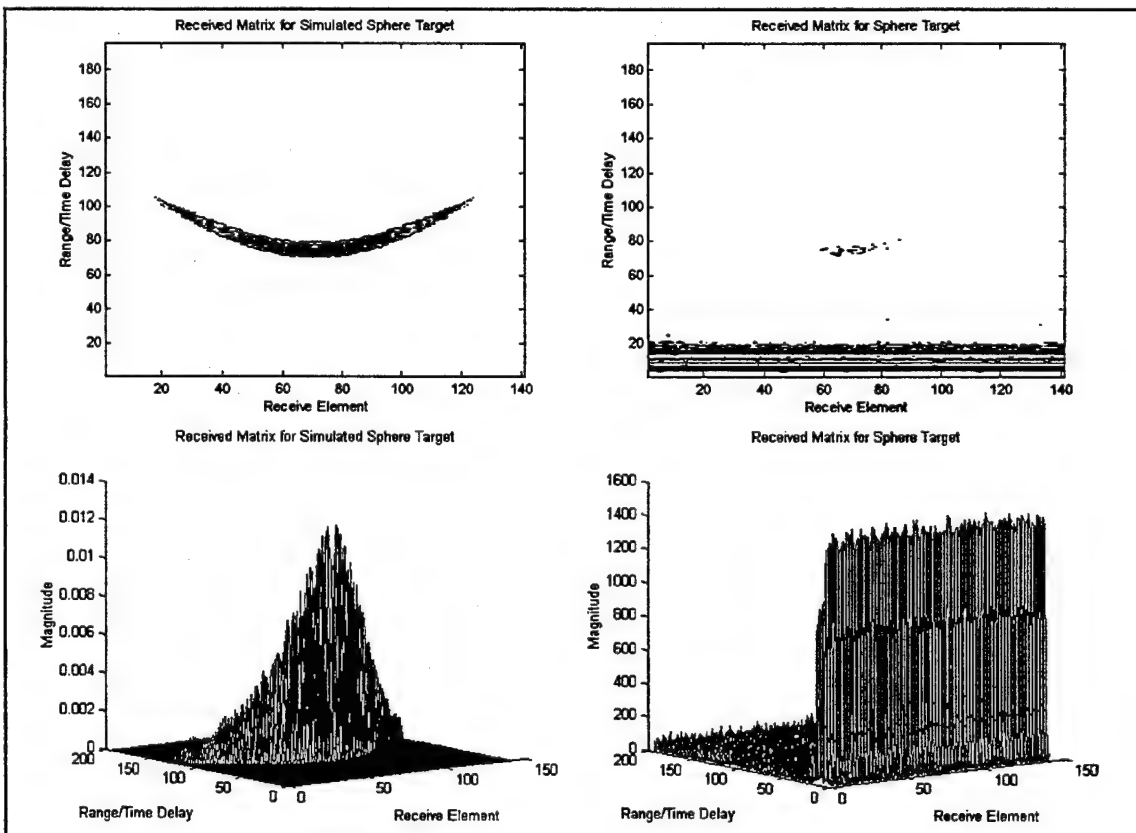 Received Matrix for Simulated Sphere Target
180
160
140
120
100
80
60
40
20
Range/Time Delay
20 40 60 80 100 120 140
Receive Element
Received Matrix for Sphere Target
180
160
140
120
100
80
60
40
20
Range/Time Delay
20 40 60 80 100 120 140
Receive Element
Received Matrix for Simulated Sphere Target
0.014
0.012
0.01
0.008
0.006
0.004
0.002
0
Magnitude
200 150 100 50 0
0 50 100 150
Range/Time Delay
Receive Element
Received Matrix for Sphere Target
1600
1400
1200
1000
800
600
400
200
0
Magnitude
200 150 100 50 0
0 50 100 150
Range/Time Delay
Receive Element